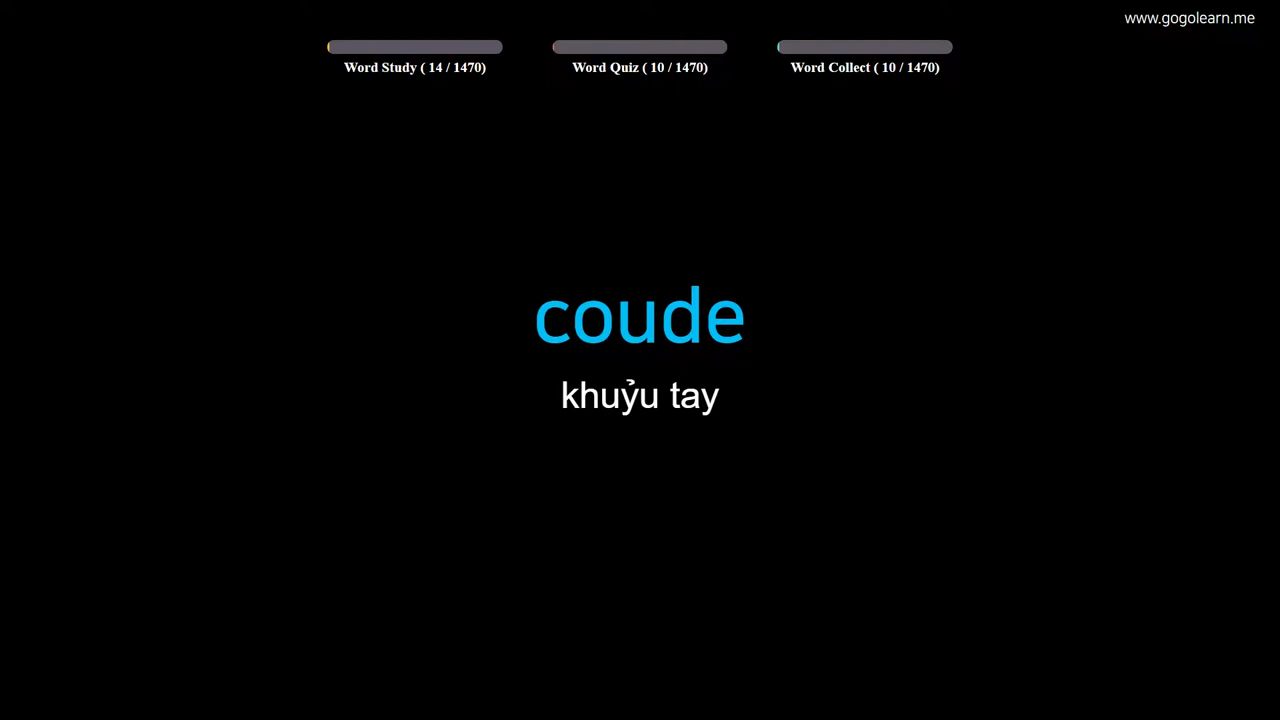 www.gogolearn.me
Word Study ( 14 / 1470)
Word Quiz ( 10 / 1470)
Word Collect ( 10 / 1470)
coude
khuỷu tay